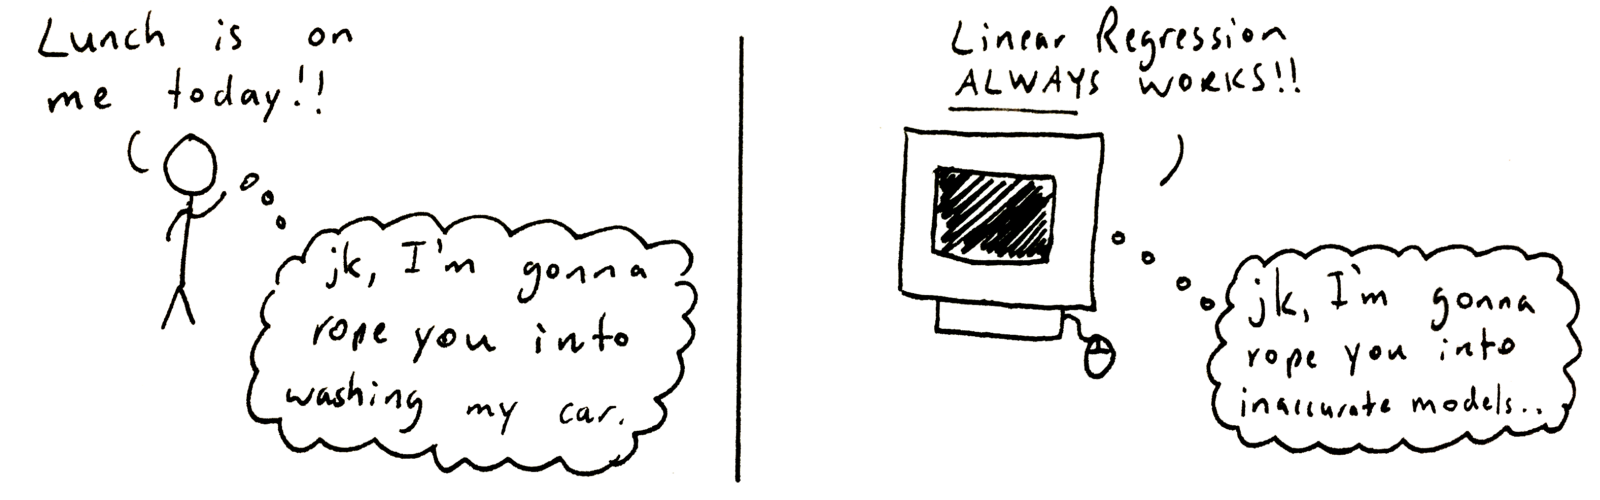 Lunch is on
me today!!
jk, I'm gonna
rope you into
washing my car.
Linear Regression
ALWAYS WORKS!!
jk, I'm gonna
rope you into
inaccurate models..